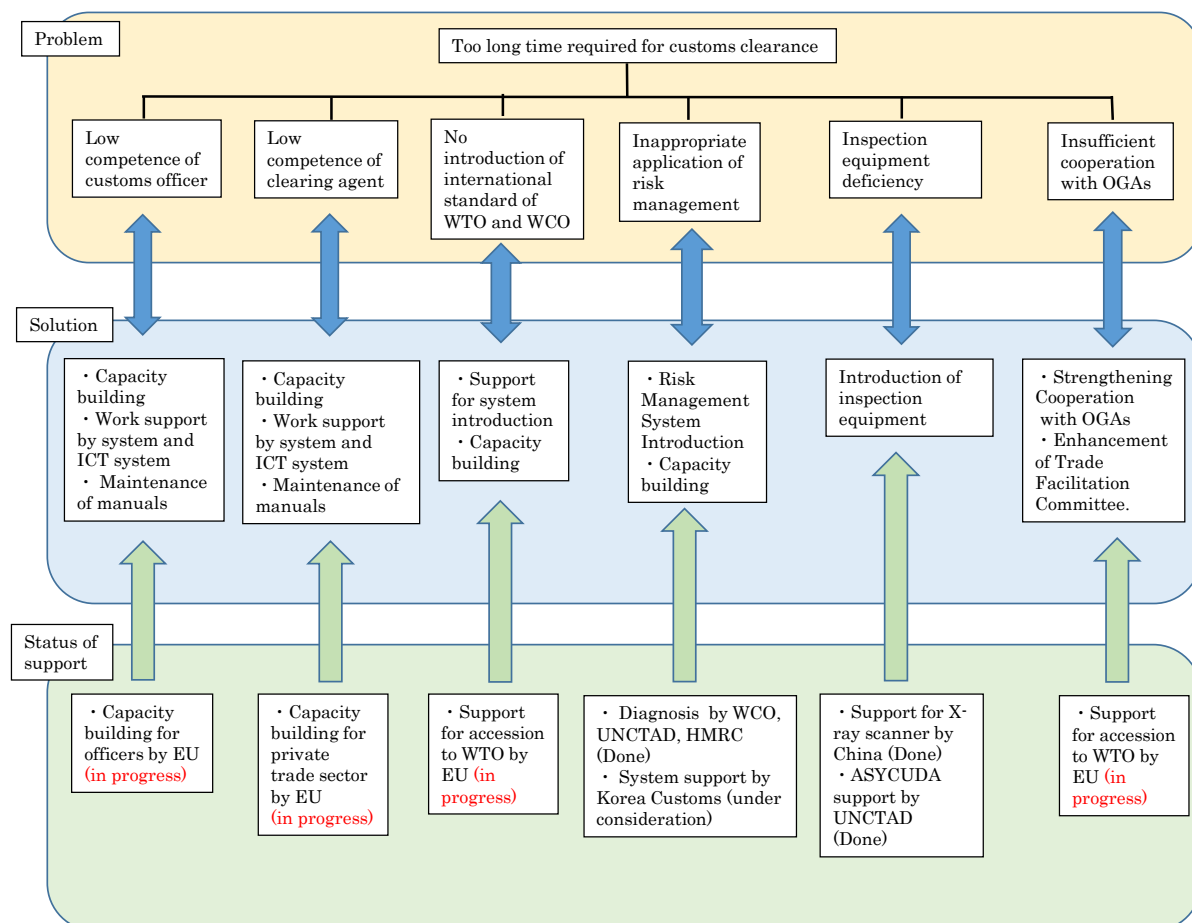 Problem
Too long time required for customs clearance
Low
competence of
customs officer
Low
competence of
clearing agent
No
introduction of
international
standard of
WTO and WCO
Inappropriate
application of
risk
management
Inspection
equipment
deficiency
Insufficient
cooperation
with OGAs
Solution
・Capacity
building
・Work support
by system and
ICT system
・Maintenance
of manuals
・Capacity
building
・Work support
by system and
ICT system
・Maintenance of
manuals
・Support
for system
introduction
・Capacity
building
・Risk
Management
System
Introduction
・Capacity
building
Introduction of
inspection
equipment
・Strengthening
Cooperation
with OGAs
・Enhancement
of Trade
Facilitation
Committee.
Status of
support
・Capacity
building for
officers by EU
(in progress)
・Capacity
building for
private
trade sector
by EU
(in progress)
・Support
for accession
to WTO by
EU (in
progress)
・Diagnosis by WCO,
UNCTAD, HMRC
(Done)
・System support by
Korea Customs (under
consideration)
・Support for X-
ray scanner by
China (Done)
・ASYCUDA
support by
UNCTAD
(Done)
・Support
for accession
to WTO by
EU (in
progress)